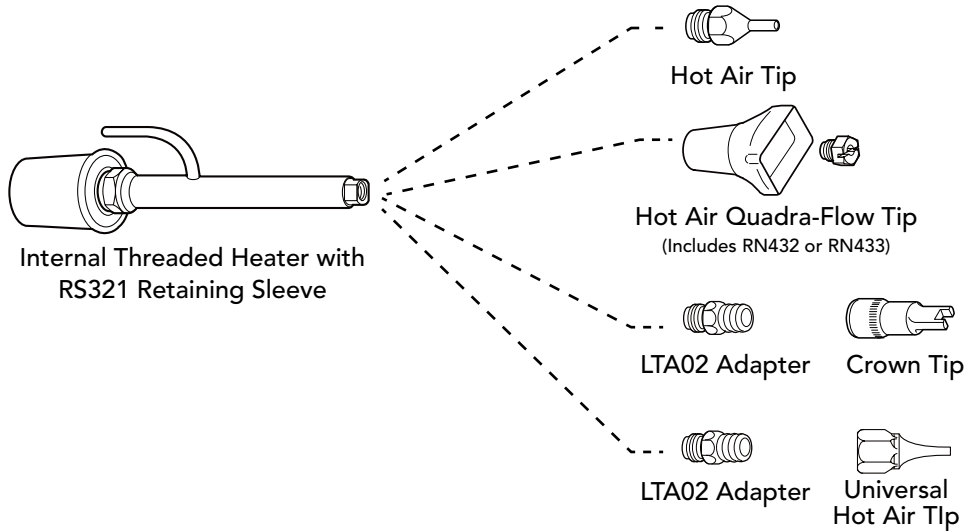 Hot Air Tip
Hot Air Quadra-Flow Tip
(Includes RN432 or RN433)
Internal Threaded Heater with
RS321 Retaining Sleeve
LTA02 Adapter
Crown Tip
LTA02 Adapter
Universal
Hot Air TIp